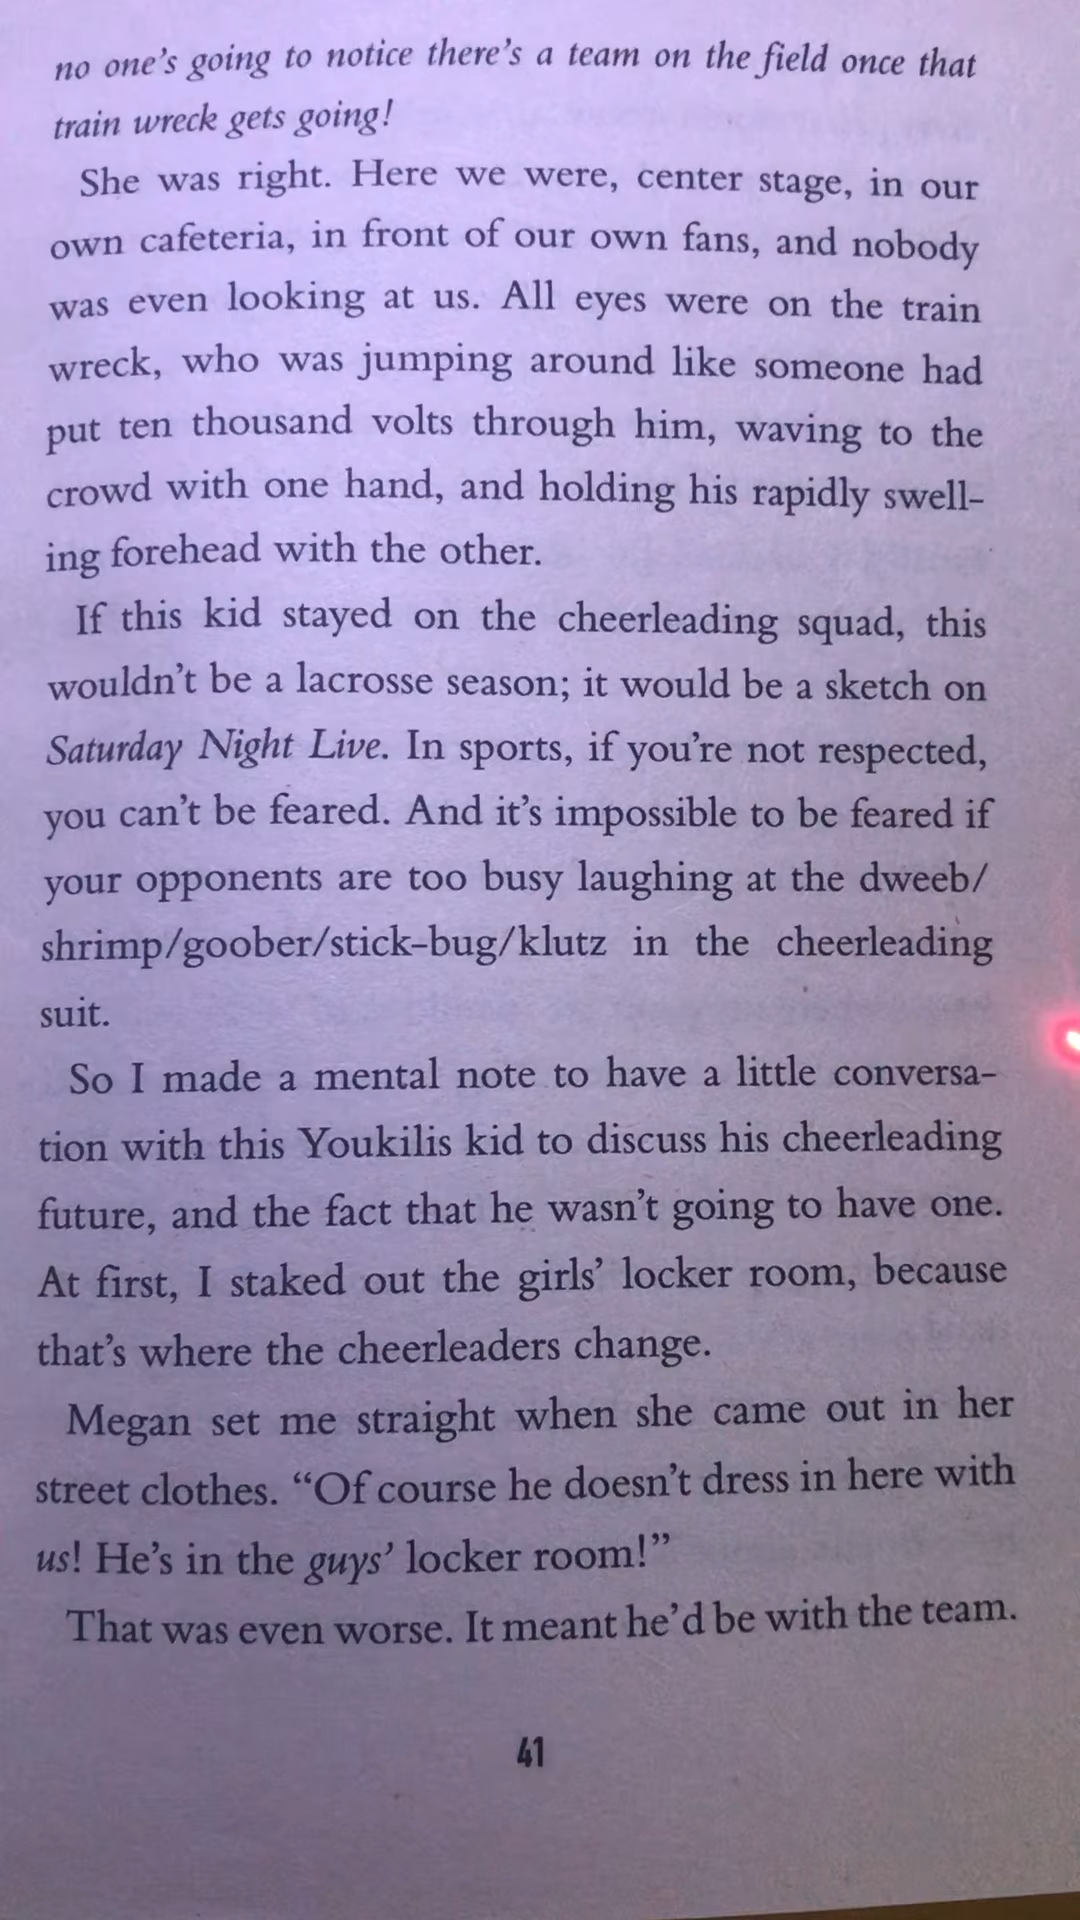 no one's going to notice there's a team on the field once that
train wreck gets going!
She was right. Here we were, center stage, in our
own cafeteria, in front of our own fans, and nobody
was even looking at us. All eyes were on the train
wreck, who was jumping around like someone had
put ten thousand volts through him, waving to the
crowd with one hand, and holding his rapidly swell-
ing forehead with the other.
If this kid stayed on the cheerleading squad, this
wouldn't be a lacrosse season; it would be a sketch on
Saturday Night Live. In sports, if you're not respected,
you can't be feared. And it's impossible to be feared if
your opponents are too busy laughing at the dweeb/
shrimp/goober/stick-bug/klutz in the cheerleading
suit.
So I made a mental note to have a little conversa-
tion with this Youkilis kid to discuss his cheerleading
future, and the fact that he wasn't going to have one.
At first, I staked out the girls' locker room, because
that's where the cheerleaders change.
Megan set me straight when she came out in her
street clothes. “Of course he doesn't dress in here with
us! He's in the guys' locker room!”
That was even worse. It meant he'd be with the team.
41